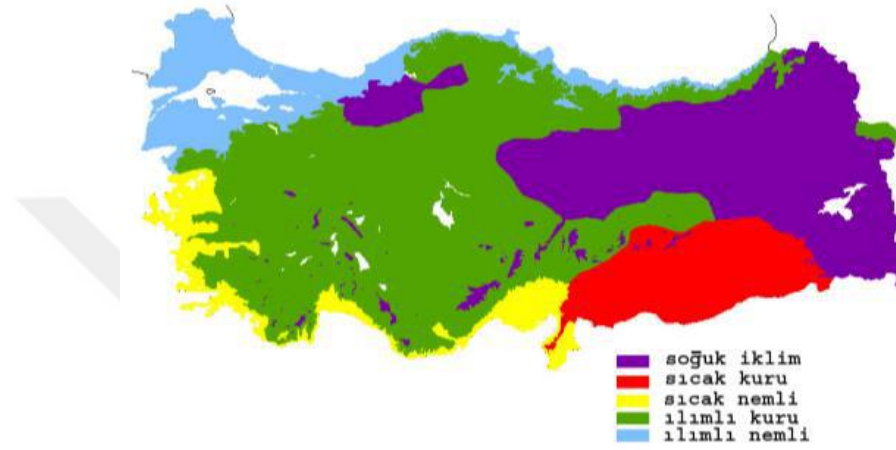 soğuk iklim
sıcak kuru
sıcak nemli
ılımlı kuru
ılımlı nemli